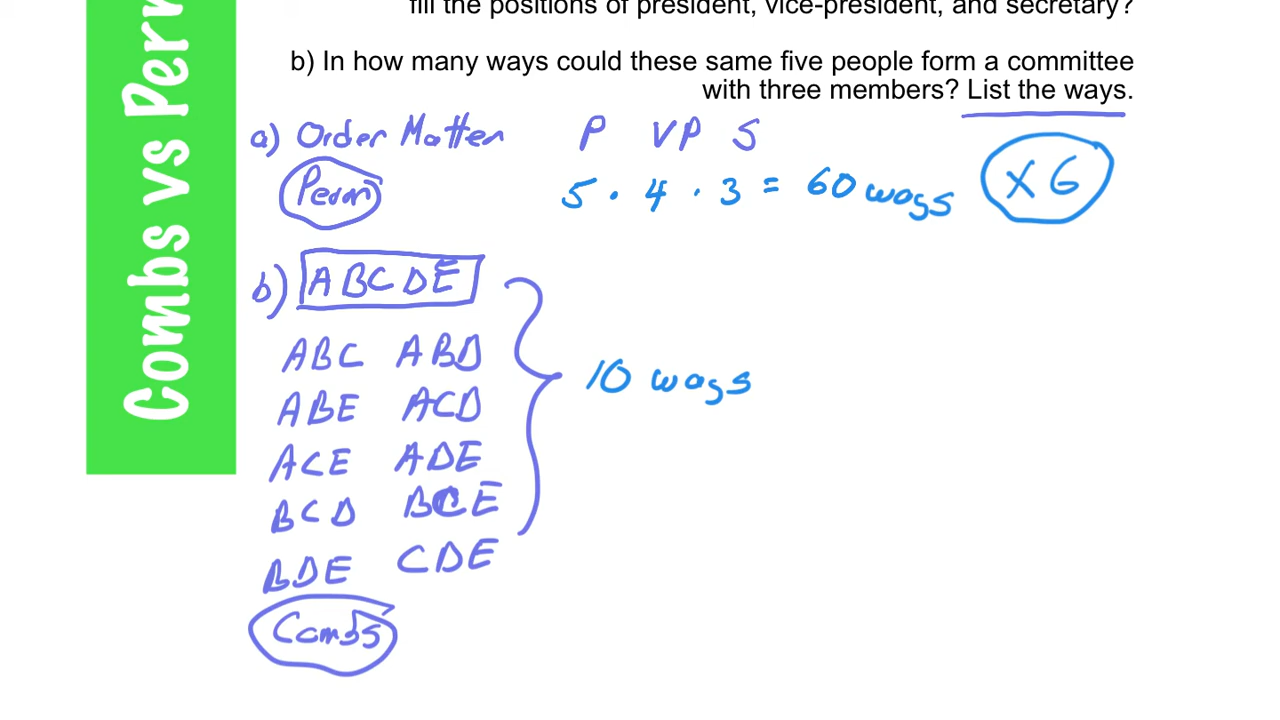 fill the positions of president, vice-president, and secretary?
b) In how many ways could these same five people form a committee
with three members? List the ways.
Combs vs Perm
a) Order Matters P VP S
Perm 5 · 4 · 3 = 60 ways × 6
b) ABCDE
ABC ABD
ABE ACD
ACE ADE
10 ways
BCD BCE
BDE CDE
Combs